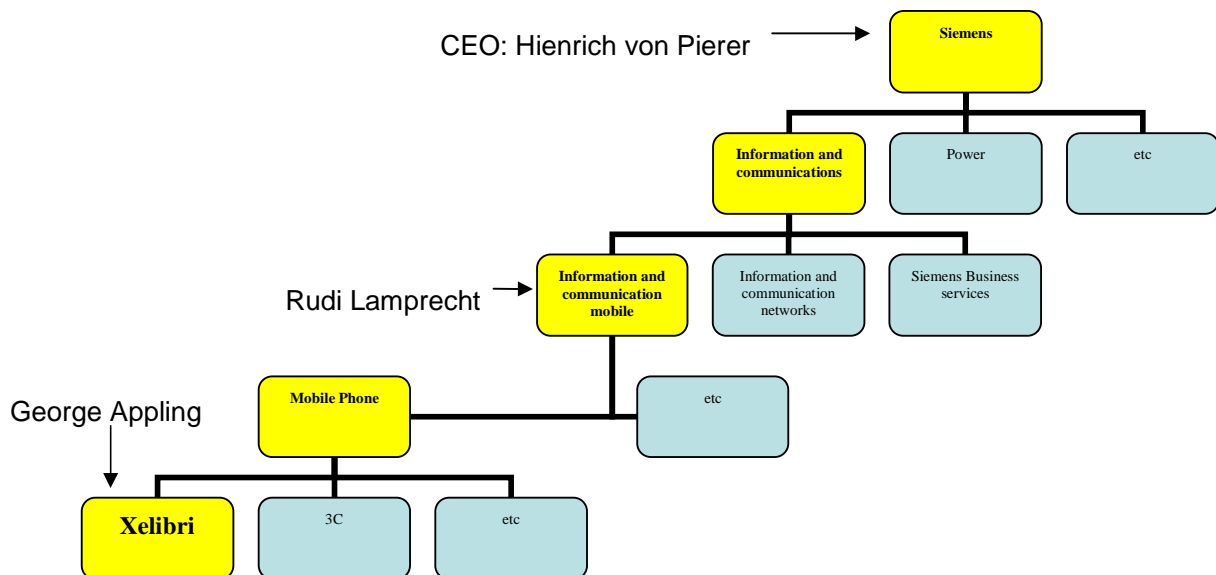 CEO: Hienrich von Pierer
Siemens
Information and
communications
Power
etc
Rudi Lamprecht
Information and
communication
mobile
Information and
communication
networks
Siemens Business
services
George Appling
Mobile Phone
etc
Xelibri
3C
etc